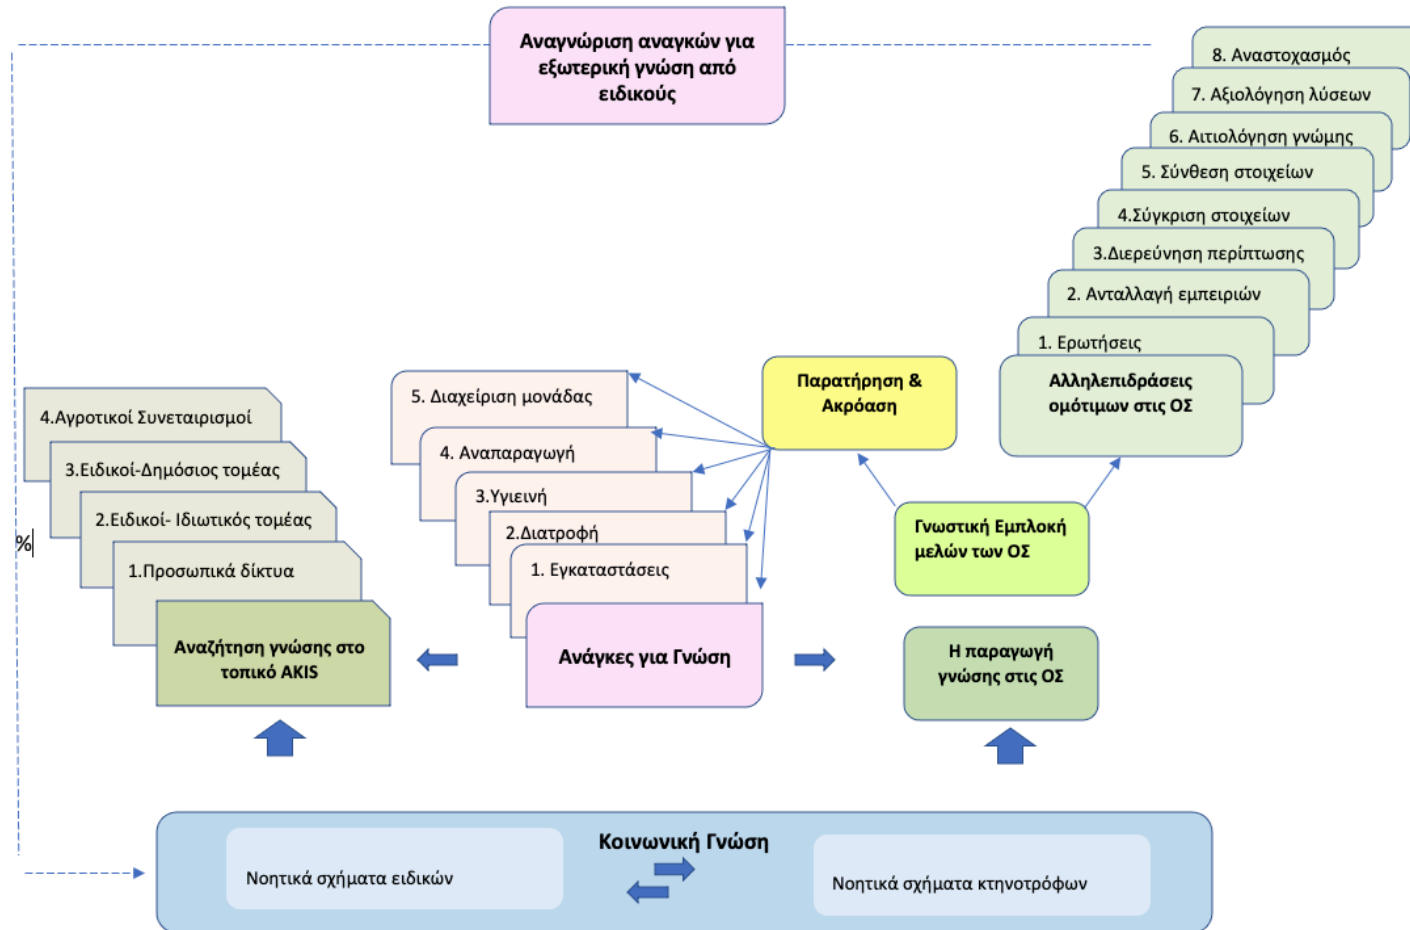 Αναγνώριση αναγκών για
εξωτερική γνώση από
ειδικούς
8. Αναστοχασμός
7. Αξιολόγηση λύσεων
6. Αιτιολόγηση γνώμης
5. Σύνθεση στοιχείων
4.Σύγκριση στοιχείων
3.Διερεύνηση περίπτωσης
2. Ανταλλαγή εμπειριών
1. Ερωτήσεις
Αλληλεπιδράσεις
ομότιμων στις ΟΣ
Παρατήρηση &
Ακρόαση
5. Διαχείριση μονάδας
4. Αναπαραγωγή
3.Υγιεινή
2.Διατροφή
1. Εγκαταστάσεις
Ανάγκες για Γνώση
4.Αγροτικοί Συνεταιρισμοί
3.Ειδικοί-Δημόσιος τομέας
2.Ειδικοί- Ιδιωτικός τομέας
1.Προσωπικά δίκτυα
Αναζήτηση γνώσης στο
τοπικό AKIS
%
Γνωστική Εμπλοκή
μελών των ΟΣ
Η παραγωγή
γνώσης στις ΟΣ
Κοινωνική Γνώση
Νοητικά σχήματα ειδικών
Νοητικά σχήματα κτηνοτρόφων